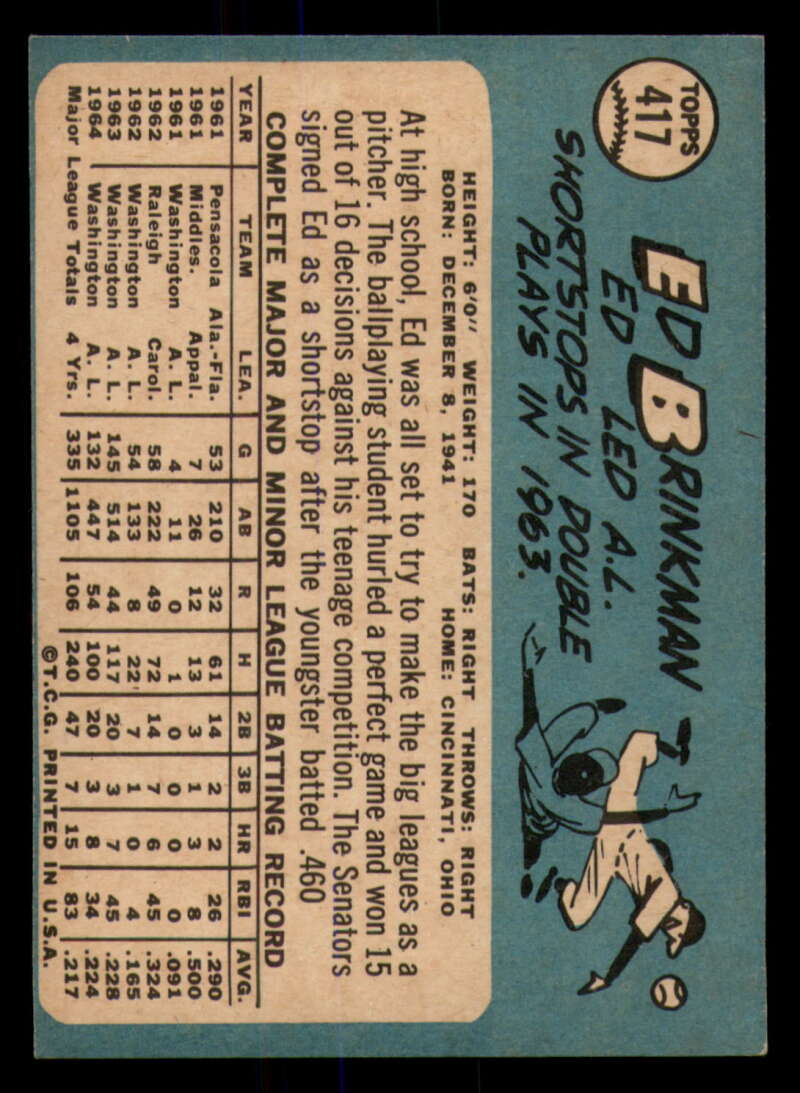 TOPPS
417
ED BRINKMAN
ED LED A.L.
SHORTSTOPS IN DOUBLE
PLAYS IN 1963.
HEIGHT: 6'0" WEIGHT: 170 BATS: RIGHT THROWS: RIGHT
BORN: DECEMBER 8, 1941 HOME: CINCINNATI, OHIO
At high school, Ed was all set to try to make the big leagues as a
pitcher. The ballplaying student hurled a perfect game and won 15
out of 16 decisions against his teenage competition. The Senators
signed Ed as a shortstop after the youngster batted .460
COMPLETE MAJOR AND MINOR LEAGUE BATTING RECORD
YEAR TEAM LEA. G AB R H 2B 3B HR RBI AVG.
1961 Pensacola Ala.-Fla. 53 210 32 61 14 2 2 26 .290
1961 Middles. Appal. 7 26 12 13 3 1 3 8 .500
1961 Washington A. L. 4 11 0 1 0 0 0 0 .091
1962 Raleigh Carol. 58 222 49 72 14 7 6 45 .324
1962 Washington A. L. 54 133 8 22 7 1 0 4 .165
1963 Washington A. L. 145 514 44 117 20 3 7 45 .228
1964 Washington A. L. 132 447 54 100 20 3 8 34 .224
Major League Totals 4 Yrs. 335 1105 106 240 47 7 15 83 .217
©T.C.G. PRINTED IN U.S.A.